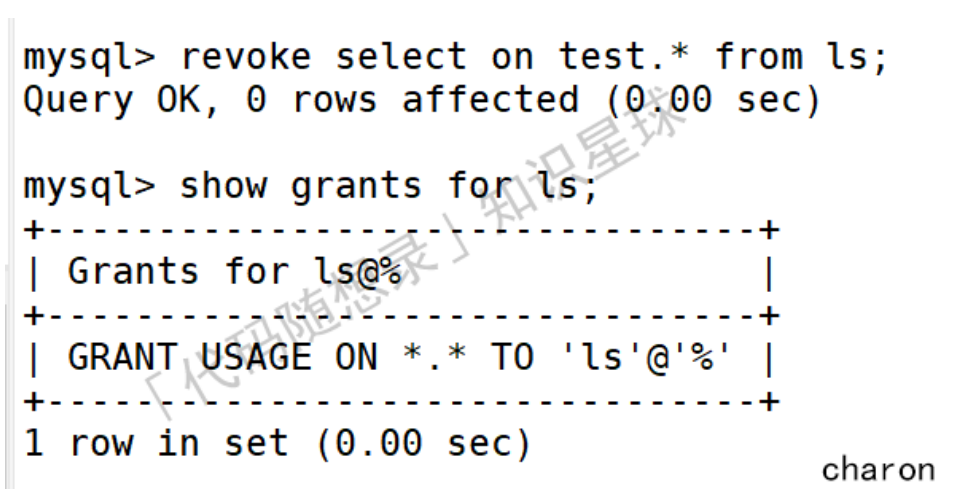 mysql> revoke select on test.* from ls;
Query OK, 0 rows affected (0.00 sec)
mysql> show grants for ls;
+---------------------------------+
| Grants for ls@%                 |
+---------------------------------+
| GRANT USAGE ON *.* TO 'ls'@'%' |
+---------------------------------+
1 row in set (0.00 sec)
「代码随想录」知识星球
charon